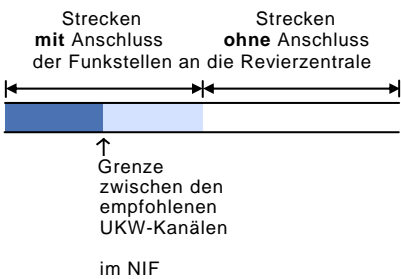 Strecken Strecken
mit Anschluss ohne Anschluss
der Funkstellen an die Revierzentrale
Grenze
zwischen den
empfohlenen
UKW-Kanälen
im NIF